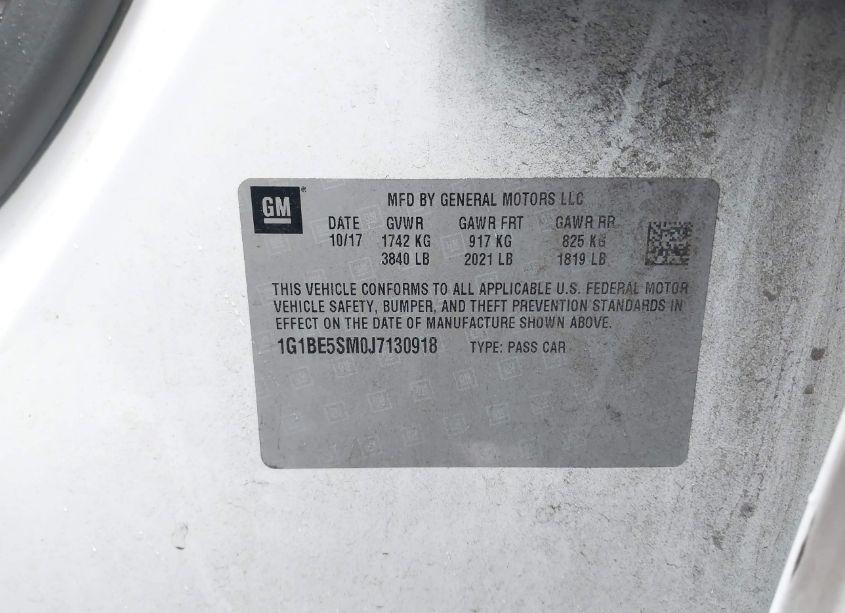 GM
MFD BY GENERAL MOTORS LLC
DATE GVWR GAWR FRT GAWR RR
10/17 1742 KG 917 KG 825 KG
3840 LB 2021 LB 1819 LB
THIS VEHICLE CONFORMS TO ALL APPLICABLE U.S. FEDERAL MOTOR
VEHICLE SAFETY, BUMPER, AND THEFT PREVENTION STANDARDS IN
EFFECT ON THE DATE OF MANUFACTURE SHOWN ABOVE.
1G1BE5SM0J7130918 TYPE: PASS CAR